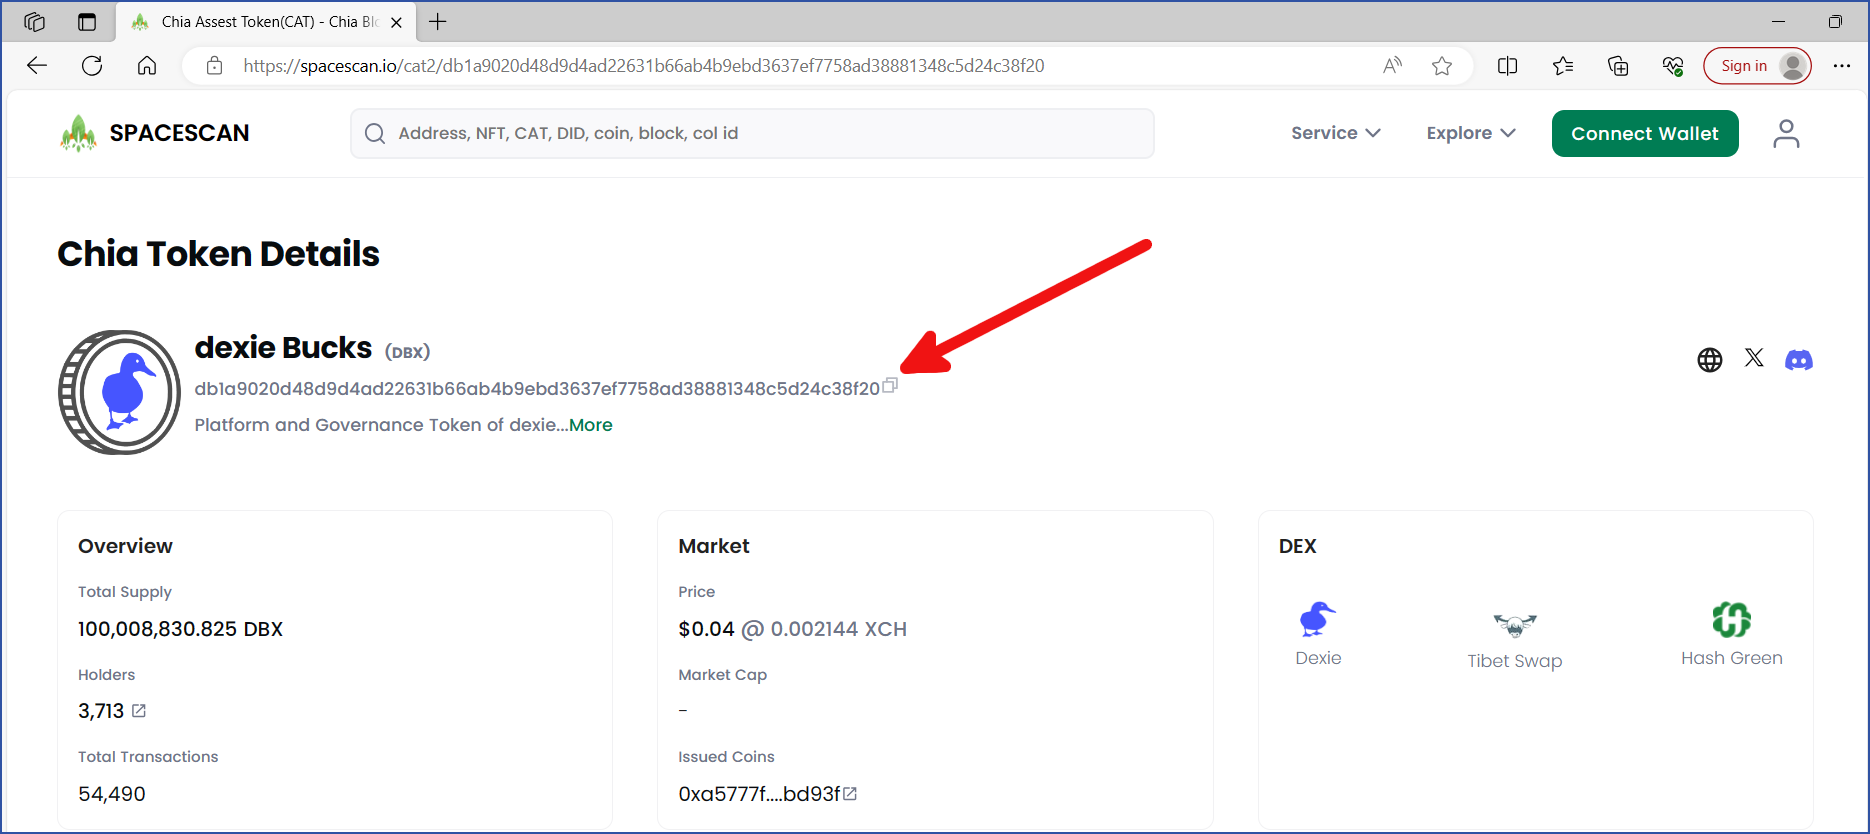 Chia Assest Token(CAT) - Chia Blo
https://spacescan.io/cat2/db1a9020d48d9d4ad22631b66ab4b9ebd3637ef7758ad38881348c5d24c38f20
Sign in
SPACESCAN
Address, NFT, CAT, DID, coin, block, col id
Service
Explore
Connect Wallet
Chia Token Details
dexie Bucks (DBX)
db1a9020d48d9d4ad22631b66ab4b9ebd3637ef7758ad38881348c5d24c38f20
Platform and Governance Token of dexie...More
Overview
Total Supply
100,008,830.825 DBX
Holders
3,713
Total Transactions
54,490
Market
Price
$0.04 @ 0.002144 XCH
Market Cap
-
Issued Coins
0xa5777f....bd93f
DEX
Dexie
Tibet Swap
Hash Green